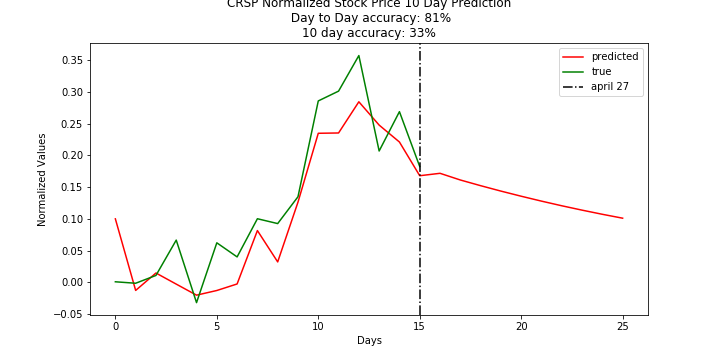 CRSP Normalized Stock Price 10 Day Prediction
Day to Day accuracy: 81%
10 day accuracy: 33%
predicted
true
april 27
Normalized Values
0.35
0.30
0.25
0.20
0.15
0.10
0.05
0.00
−0.05
0
5
10
15
20
25
Days